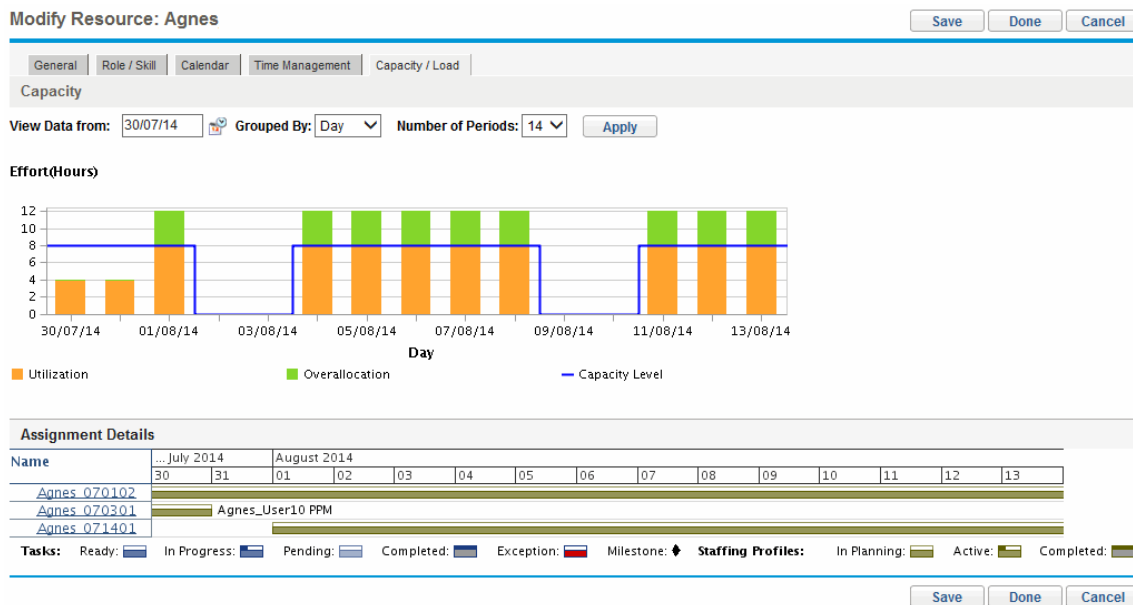 Modify Resource: Agnes
Save Done Cancel
General Role / Skill Calendar Time Management Capacity / Load
Capacity
View Data from: 30/07/14 Grouped By: Day Number of Periods: 14 Apply
Effort(Hours)
12
10
8
6
4
2
0
30/07/14 01/08/14 03/08/14 05/08/14 07/08/14 09/08/14 11/08/14 13/08/14
Day
Utilization Overallocation Capacity Level
Assignment Details
Name ... July 2014 August 2014
30 31 01 02 03 04 05 06 07 08 09 10 11 12 13
Agnes_070102
Agnes_070301 Agnes_User10 PPM
Agnes_071401
Tasks: Ready: In Progress: Pending: Completed: Exception: Milestone: Staffing Profiles: In Planning: Active: Completed:
Save Done Cancel